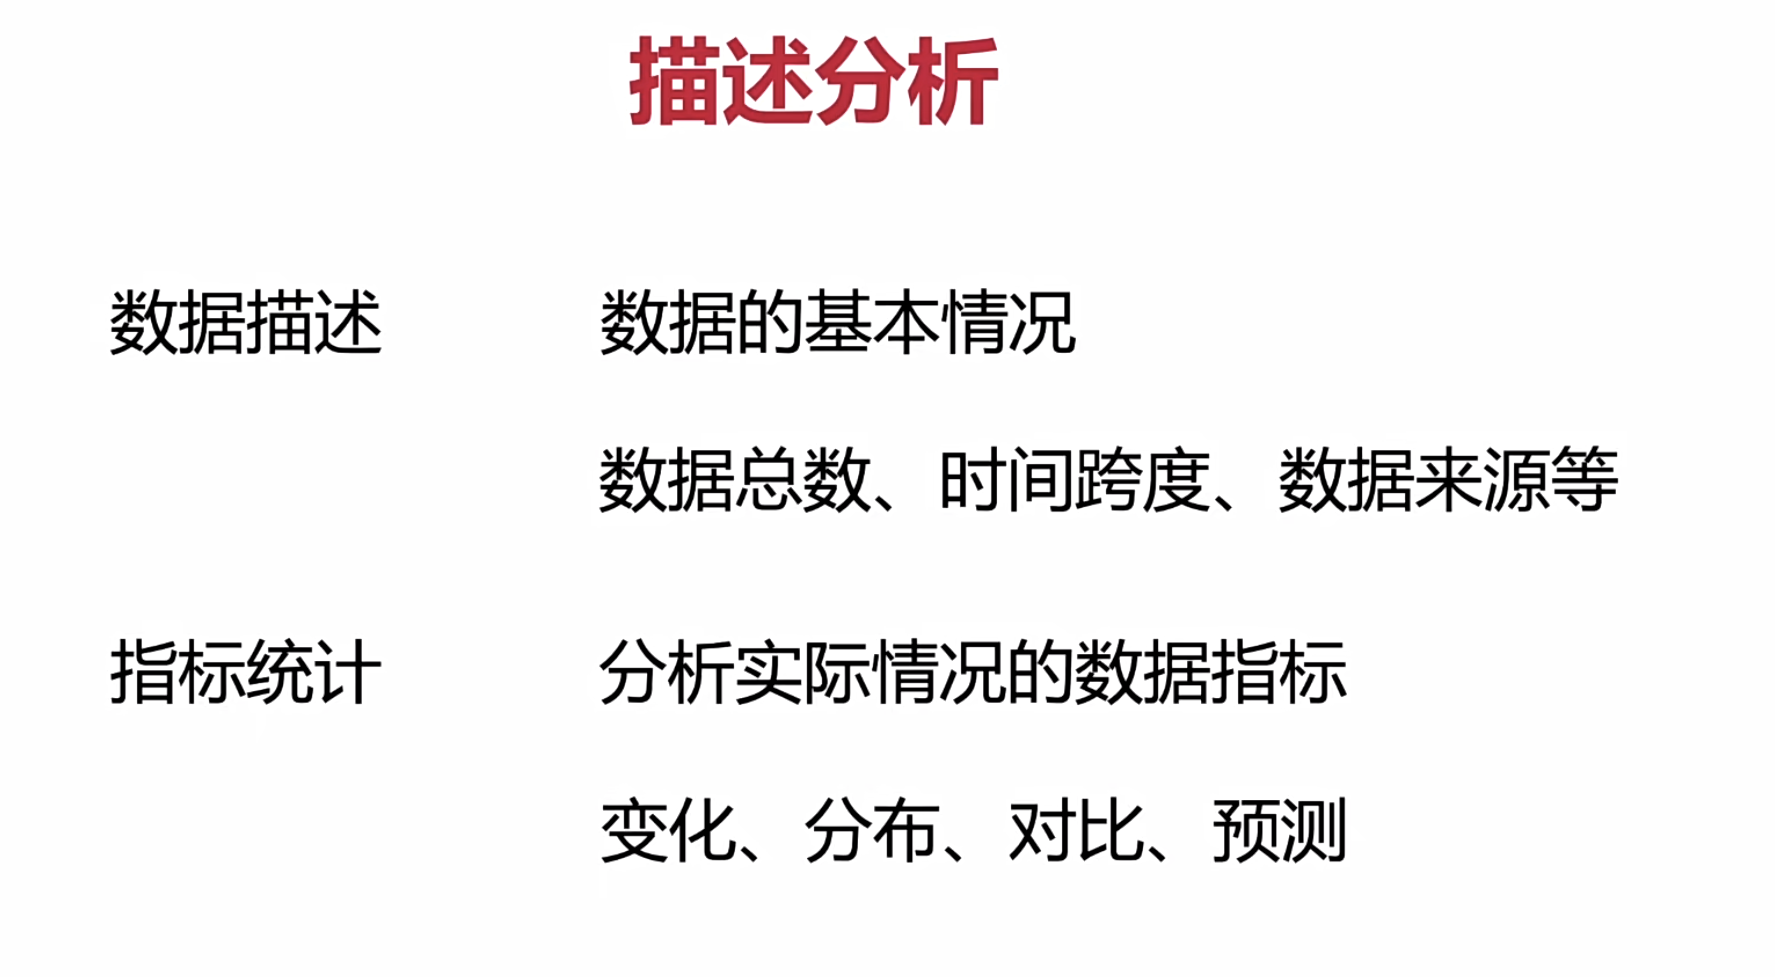 描述分析
数据描述 数据的基本情况
数据总数、时间跨度、数据来源等
指标统计 分析实际情况的数据指标
变化、分布、对比、预测